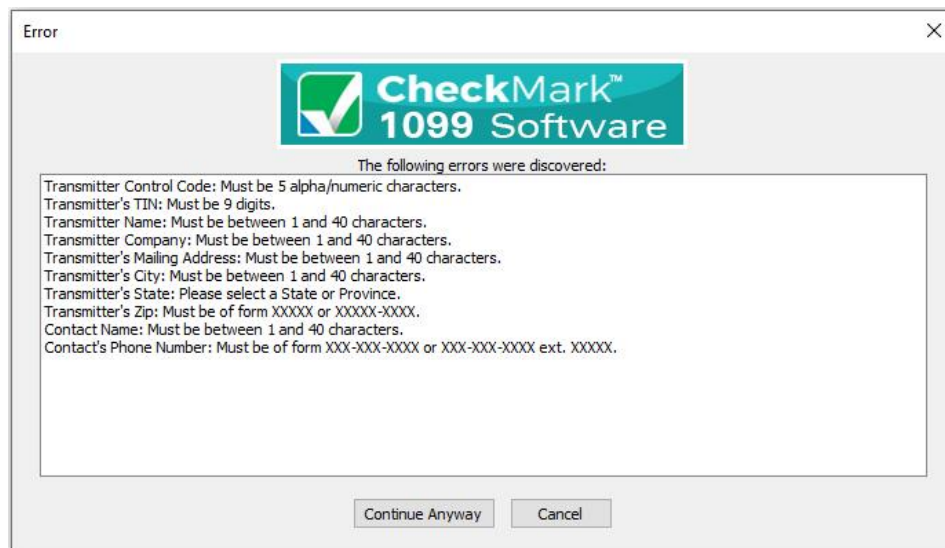 Error
CheckMark™
1099 Software
The following errors were discovered:
Transmitter Control Code: Must be 5 alpha/numeric characters.
Transmitter's TIN: Must be 9 digits.
Transmitter Name: Must be between 1 and 40 characters.
Transmitter Company: Must be between 1 and 40 characters.
Transmitter's Mailing Address: Must be between 1 and 40 characters.
Transmitter's City: Must be between 1 and 40 characters.
Transmitter's State: Please select a State or Province.
Transmitter's Zip: Must be of form XXXXX or XXXXX-XXXX.
Contact Name: Must be between 1 and 40 characters.
Contact's Phone Number: Must be of form XXX-XXX-XXXX or XXX-XXX-XXXX ext. XXXXX.
Continue Anyway
Cancel